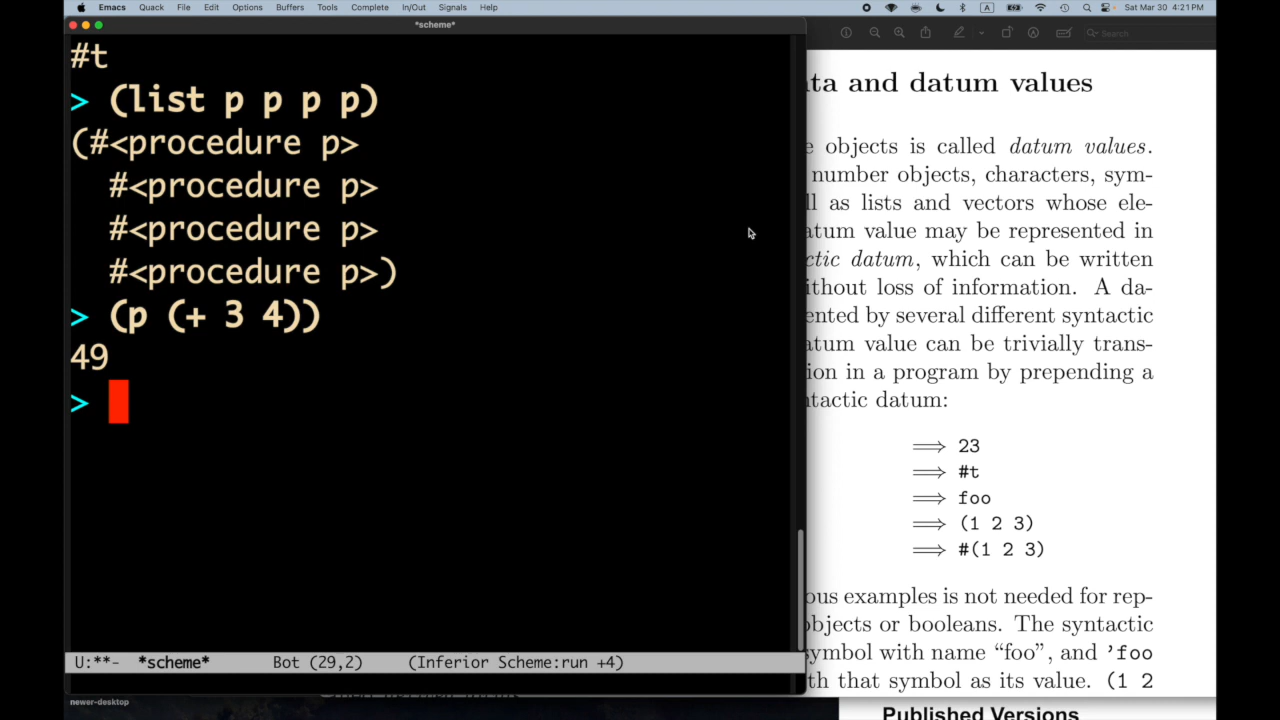 Emacs Quack File Edit Options Buffers Tools Complete In/Out Signals Help
A
Sat Mar 30 4:21 PM
*scheme*
Search
#t
> (list p p p p)
(#<procedure p>
#<procedure p>
#<procedure p>
#<procedure p>)
> (p (+ 3 4))
49
>
U:**- *scheme* Bot (29,2) (Inferior Scheme:run +4)
newer-desktop
ta and datum values
e objects is called datum values.
number objects, characters, sym-
ll as lists and vectors whose ele-
atum value may be represented in
ctic datum, which can be written
ithout loss of information. A da-
ented by several different syntactic
atum value can be trivially trans-
ion in a program by prepending a
ntactic datum:
⟹ 23
⟹ #t
⟹ foo
⟹ (1 2 3)
⟹ #(1 2 3)
ous examples is not needed for rep-
objects or booleans. The syntactic
symbol with name “foo”, and ’foo
th that symbol as its value. (1 2
Published Versions